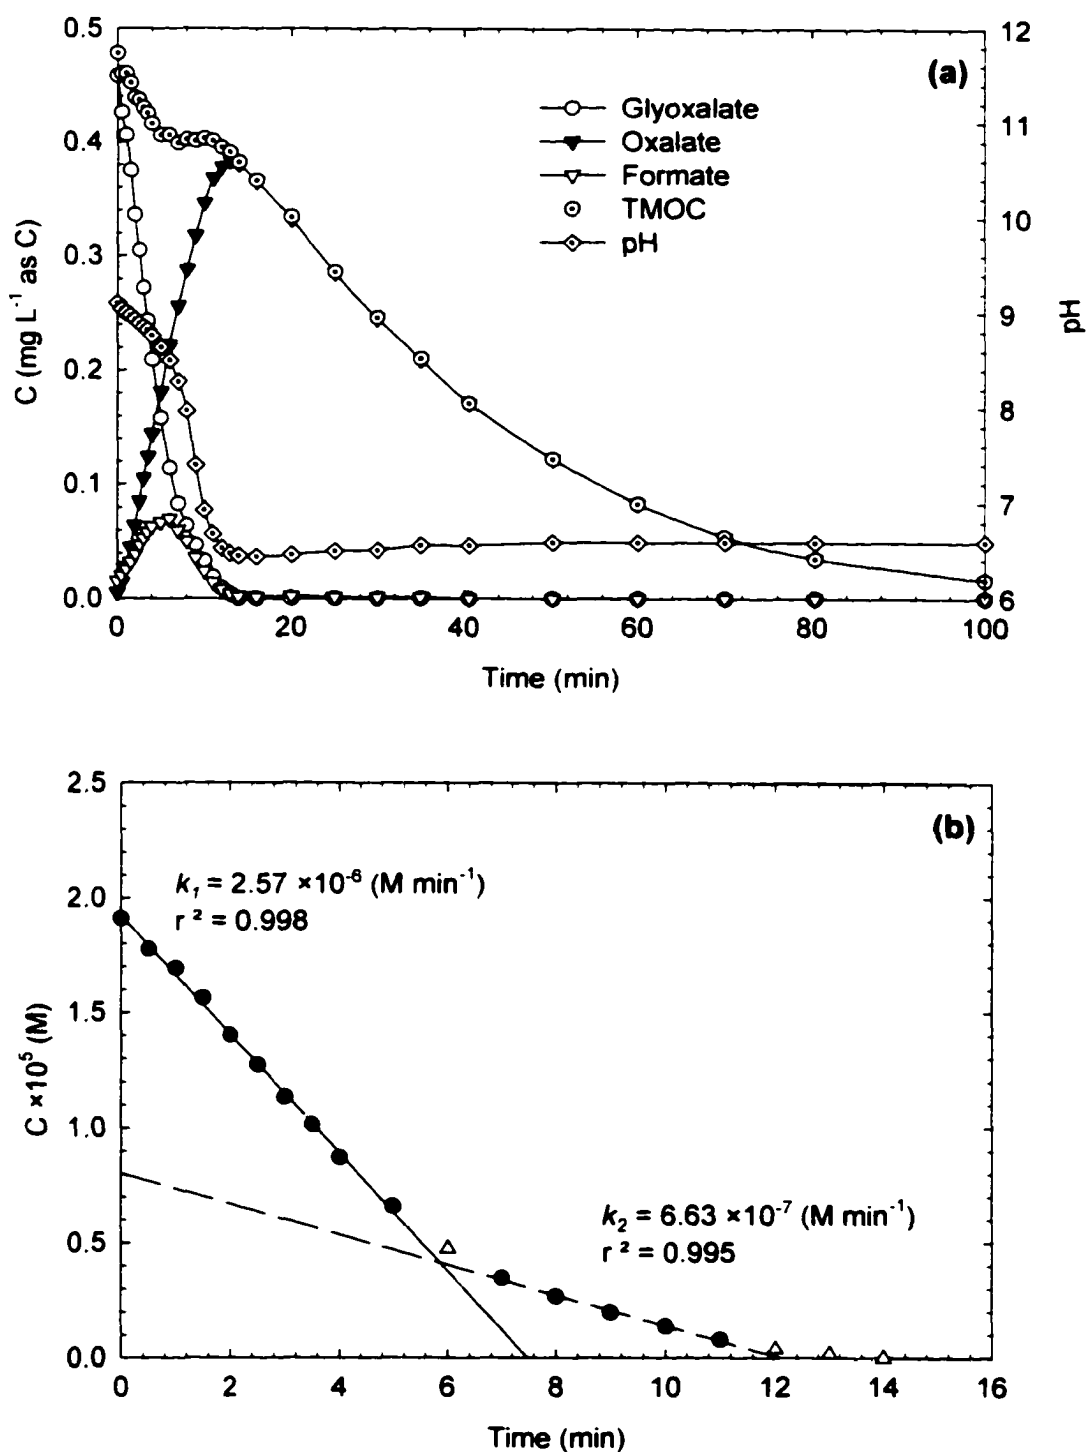 (a)
0.5
0.4
0.3
0.2
0.1
0.0
C (mg L⁻¹ as C)
12
11
10
9
8
7
6
pH
Glyoxalate
Oxalate
Formate
TMOC
pH
0 20 40 60 80 100
Time (min)
(b)
2.5
2.0
1.5
1.0
0.5
0.0
C ×10⁵ (M)
k₁ = 2.57 ×10⁻⁶ (M min⁻¹)
r ² = 0.998
k₂ = 6.63 ×10⁻⁷ (M min⁻¹)
r ² = 0.995
0 2 4 6 8 10 12 14 16
Time (min)